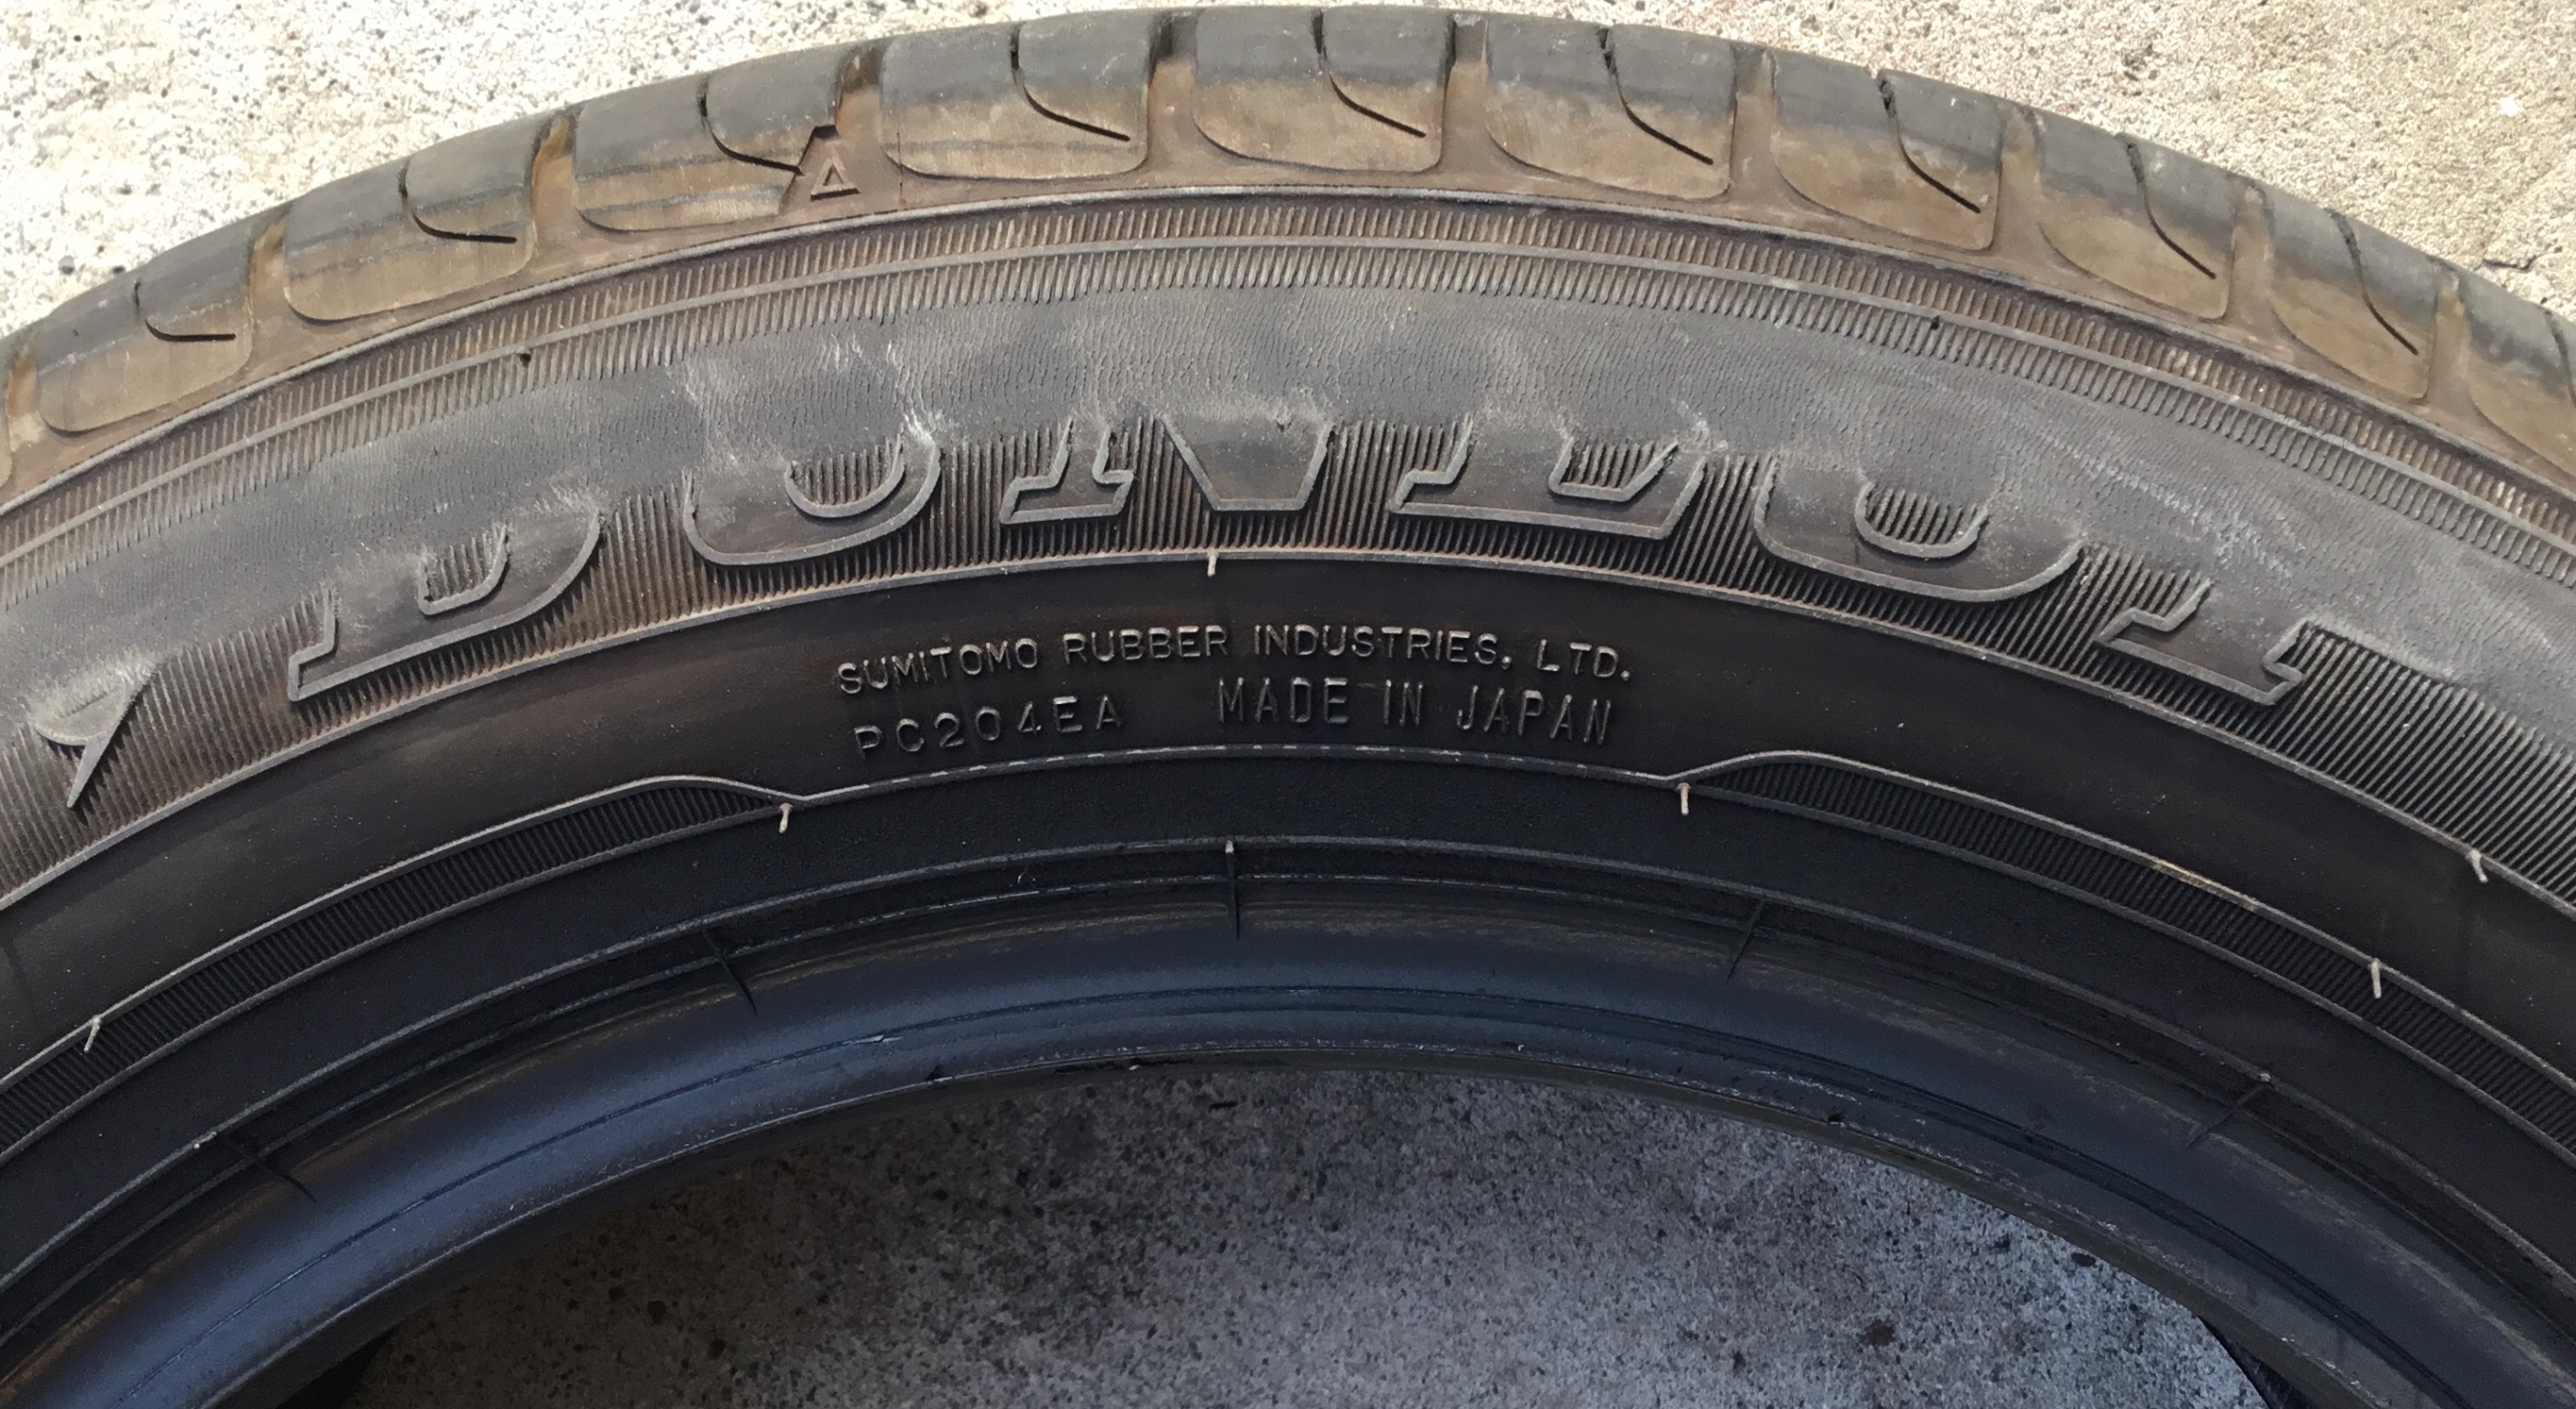 DUNLOP
SUMITOMO RUBBER INDUSTRIES, LTD.
PC204EA MADE IN JAPAN